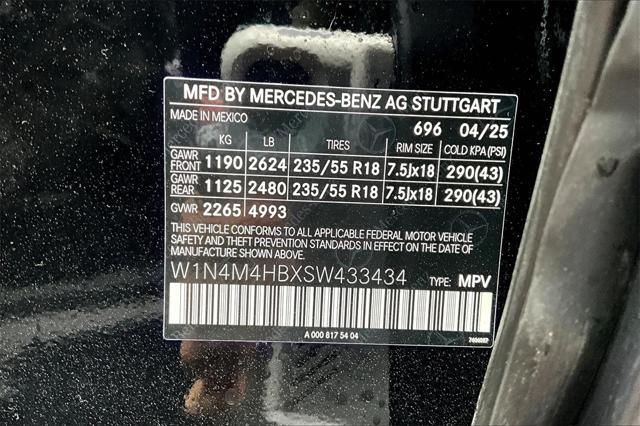 MFD BY MERCEDES-BENZ AG STUTTGART
MADE IN MEXICO 696 04/25
KG LB TIRES RIM SIZE COLD KPA(PSI)
GAWR FRONT 1190 2624 235/55 R18 7.5Jx18 290(43)
GAWR REAR 1125 2480 235/55 R18 7.5Jx18 290(43)
GVWR 2265 4993
THIS VEHICLE CONFORMS TO ALL APPLICABLE FEDERAL MOTOR VEHICLE
SAFETY AND THEFT STANDARDS IN EFFECT ON THE DATE OF
MANUFACTURE SHOWN ABOVE.
W1N4M4HBXSW433434 TYPE: MPV
A 000 817 54 04